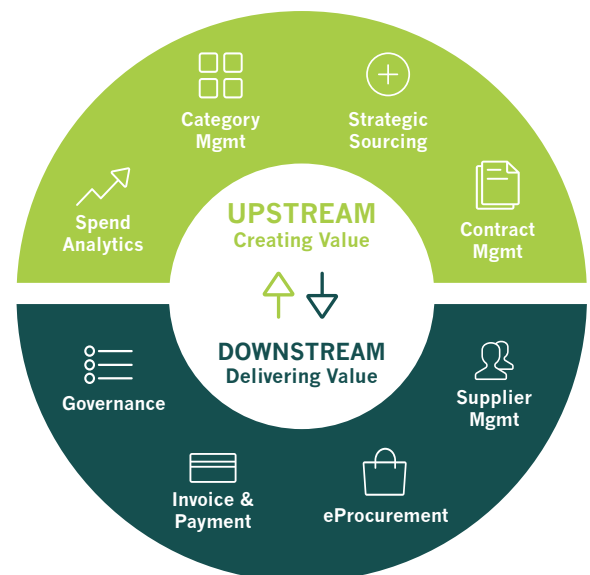 Category
Mgmt
Strategic
Sourcing
Spend
Analytics
Contract
Mgmt
UPSTREAM
Creating Value
DOWNSTREAM
Delivering Value
Governance
Supplier
Mgmt
Invoice &
Payment
eProcurement